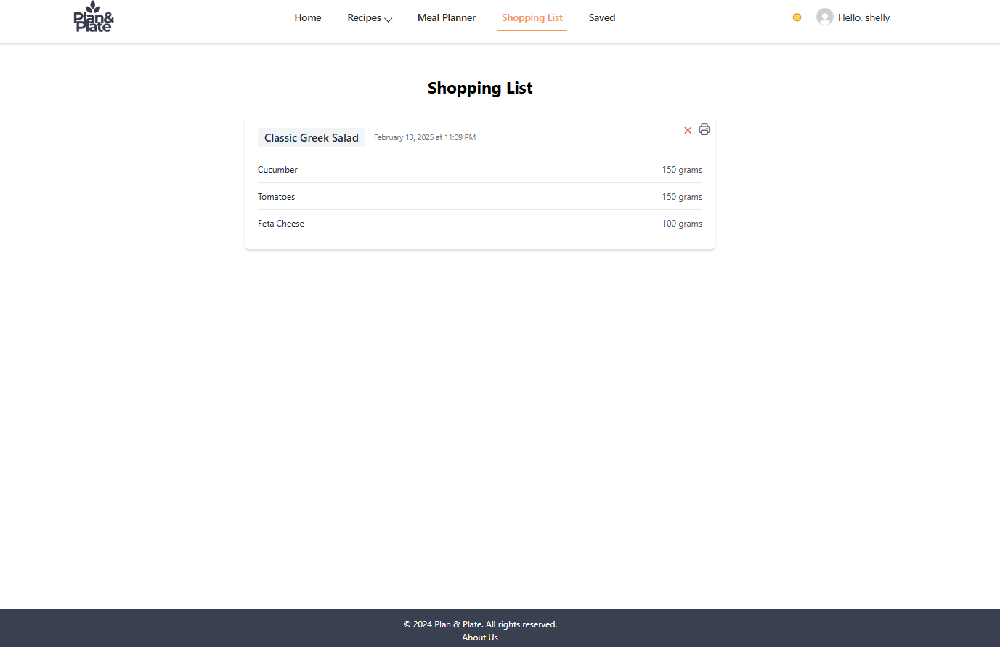 Plan&
Plate
Home Recipes Meal Planner Shopping List Saved Hello, shelly
Shopping List
Classic Greek Salad February 13, 2025 at 11:09 PM
Cucumber 150 grams
Tomatoes 150 grams
Feta Cheese 100 grams
© 2024 Plan & Plate. All rights reserved.
About Us